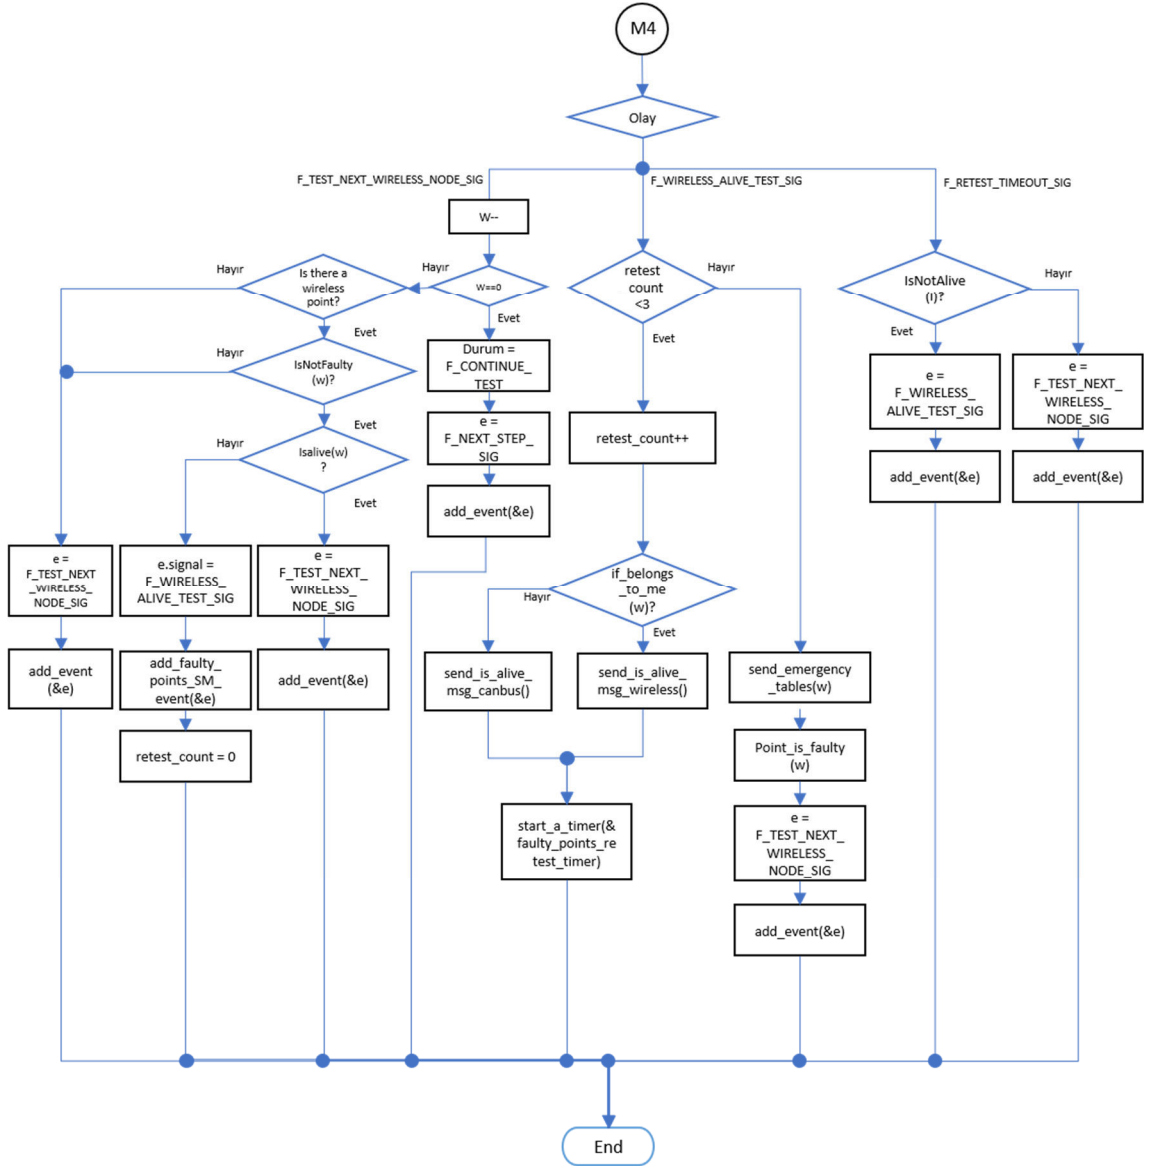 M4
Olay
F_TEST_NEXT_WIRELESS_NODE_SIG
F_WIRELESS_ALIVE_TEST_SIG
F_RETEST_TIMEOUT_SIG
W--
Hayır
Is there a
wireless
point?
Hayır
W==0
Evet
retest
count
<3
Hayır
Evet
IsNotAlive
(I)?
Hayır
Evet
Evet
Hayır
IsNotFaulty
(w)?
Evet
Hayır
Isalive(w)
?
Evet
Durum =
F_CONTINUE_
TEST
e =
F_NEXT_STEP_
SIG
add_event(&e)
retest_count++
e =
F_WIRELESS_
ALIVE_TEST_SIG
add_event(&e)
e =
F_TEST_NEXT_
WIRELESS_
NODE_SIG
add_event(&e)
e =
F_TEST_NEXT
_WIRELESS_
NODE_SIG
add_event
(&e)
e.signal =
F_WIRELESS_
ALIVE_TEST_SIG
add_faulty_
points_SM_
event(&e)
retest_count = 0
e =
F_TEST_NEXT_
WIRELESS_
NODE_SIG
add_event(&e)
if_belongs
_to_me
(w)?
Hayır
Evet
send_is_alive_
msg_canbus()
send_is_alive_
msg_wireless()
start_a_timer(&
faulty_points_re
test_timer)
send_emergency
_tables(w)
Point_is_faulty
(w)
e =
F_TEST_NEXT_
WIRELESS_
NODE_SIG
add_event(&e)
End